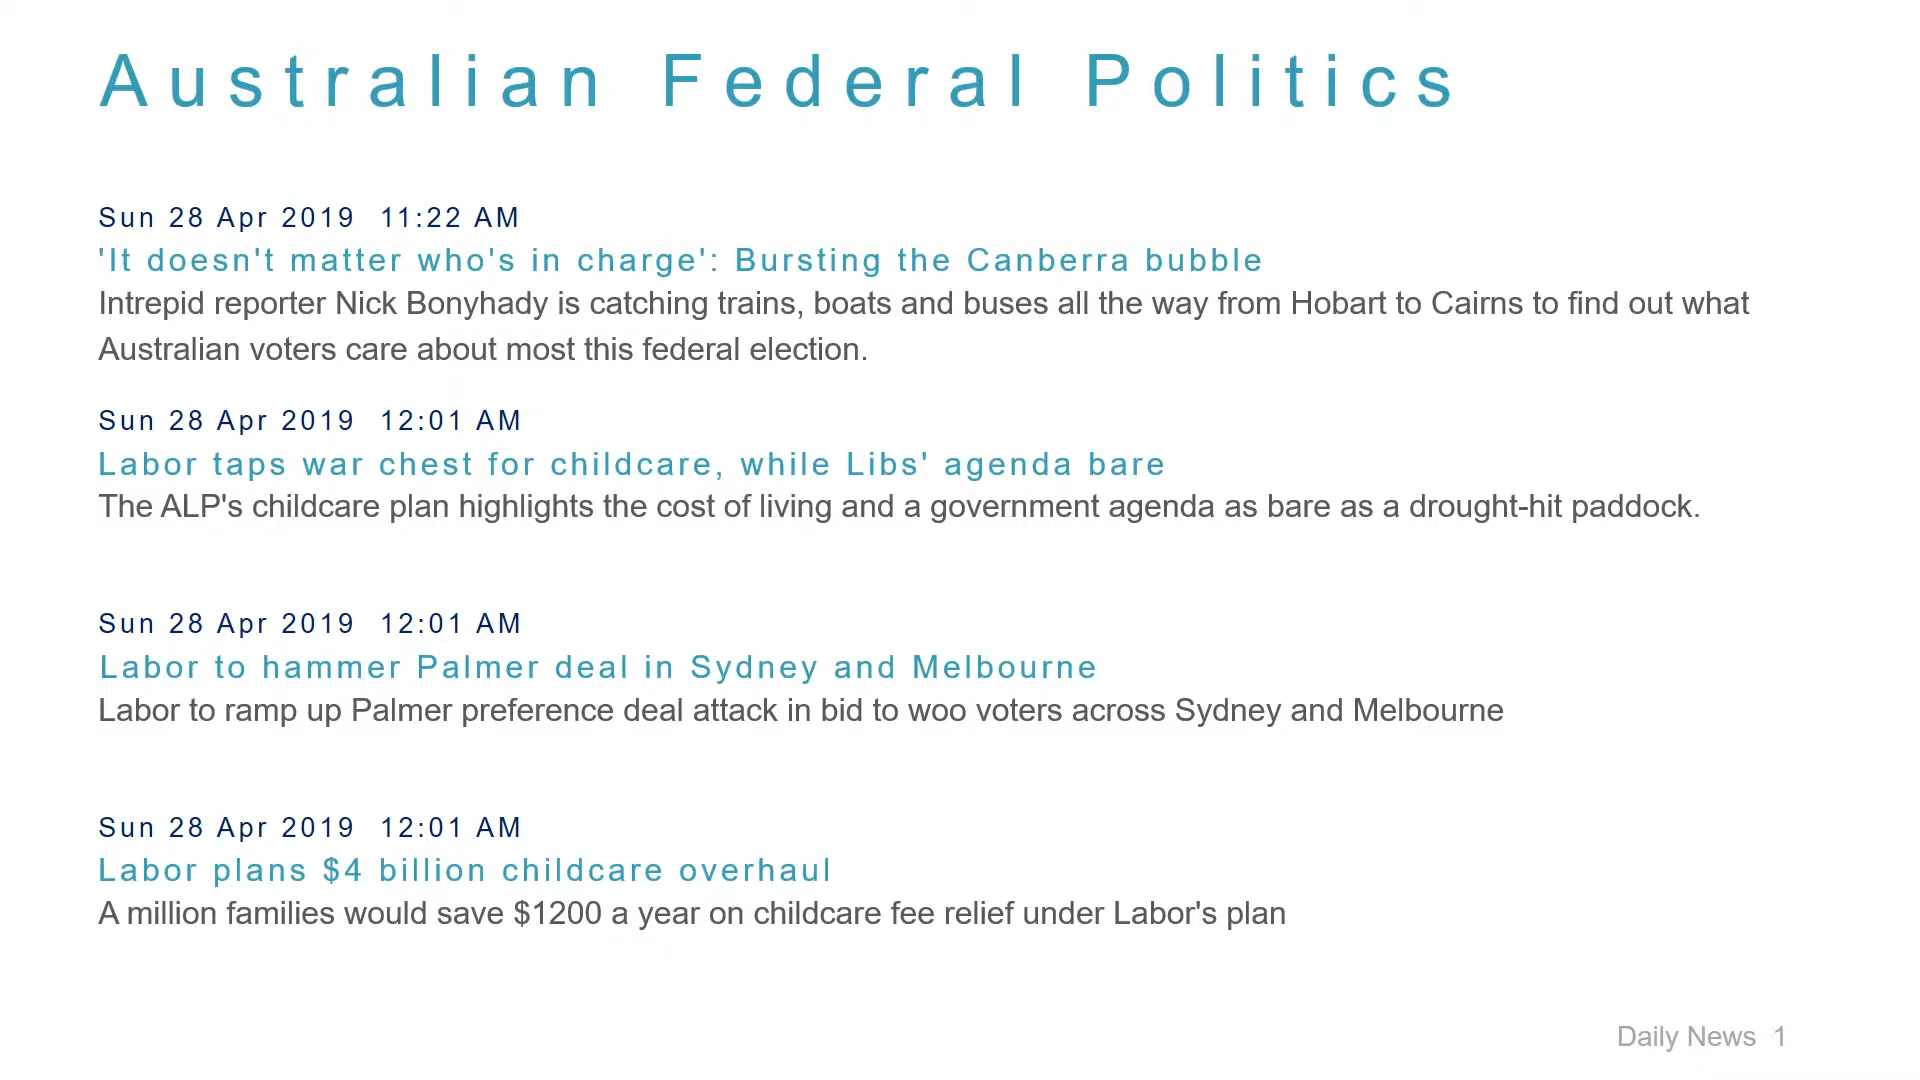 Australian Federal Politics
Sun 28 Apr 2019  11:22 AM
'It doesn't matter who's in charge': Bursting the Canberra bubble
Intrepid reporter Nick Bonyhady is catching trains, boats and buses all the way from Hobart to Cairns to find out what
Australian voters care about most this federal election.
Sun 28 Apr 2019  12:01 AM
Labor taps war chest for childcare, while Libs' agenda bare
The ALP's childcare plan highlights the cost of living and a government agenda as bare as a drought-hit paddock.
Sun 28 Apr 2019  12:01 AM
Labor to hammer Palmer deal in Sydney and Melbourne
Labor to ramp up Palmer preference deal attack in bid to woo voters across Sydney and Melbourne
Sun 28 Apr 2019  12:01 AM
Labor plans $4 billion childcare overhaul
A million families would save $1200 a year on childcare fee relief under Labor's plan
Daily News  1